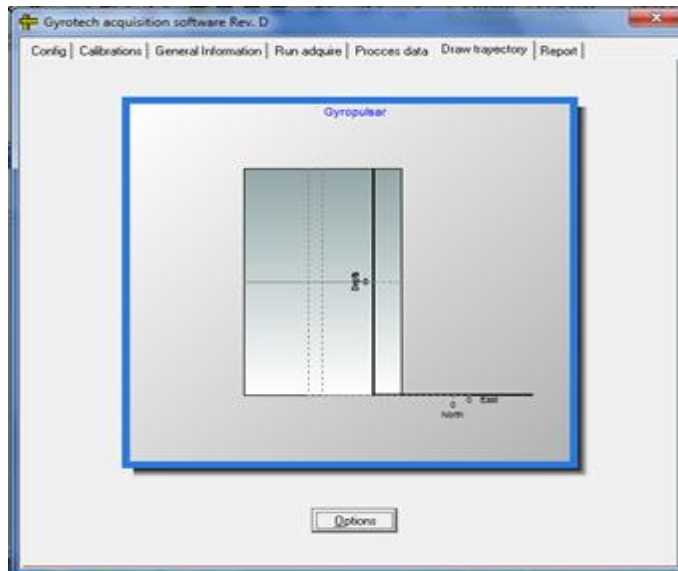 Gyrotech acquisition software Rev. D
Config Calibrations General Information Run adquire Procces data Draw trayectory Report
Gyropulsar
0
0 0 East
North
Options